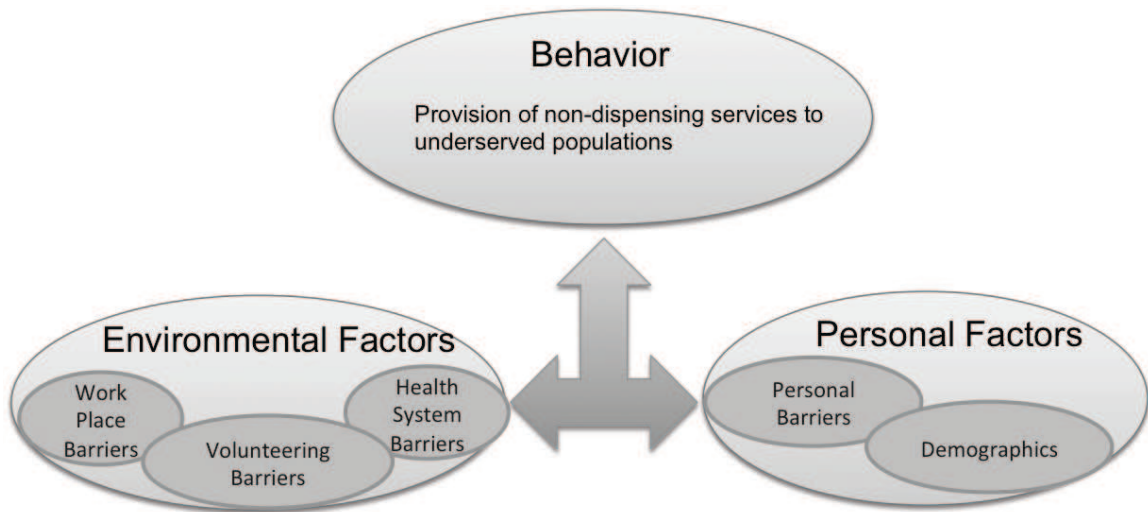 Behavior
Provision of non-dispensing services to
underserved populations
Environmental Factors
Work
Place
Barriers
Volunteering
Barriers
Health
System
Barriers
Personal Factors
Personal
Barriers
Demographics